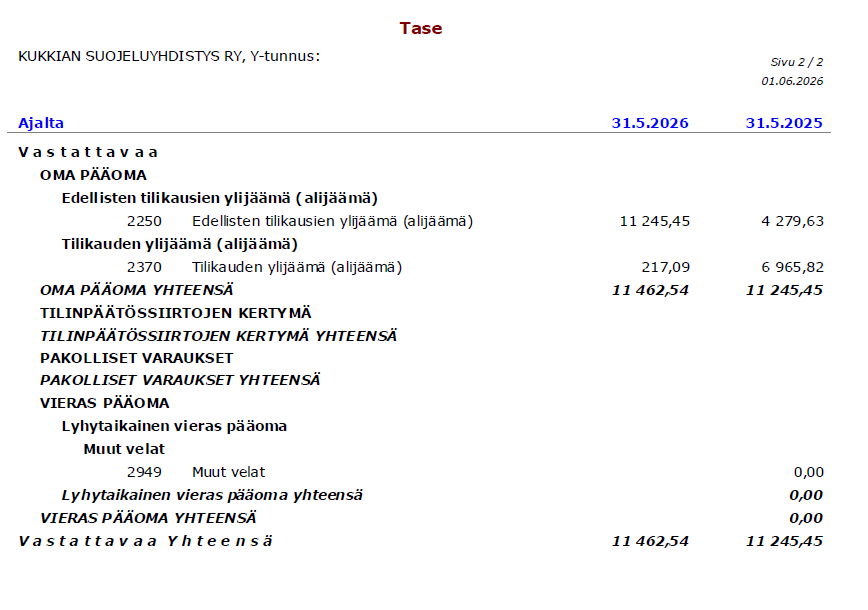 Tase
KUKKIAN SUOJELUYHDISTYS RY, Y-tunnus:
Sivu 2 / 2
01.06.2026
Ajalta 31.5.2026 31.5.2025
V a s t a t t a v a a
OMA PÄÄOMA
Edellisten tilikausien ylijäämä (alijäämä)
2250 Edellisten tilikausien ylijäämä (alijäämä) 11 245,45 4 279,63
Tilikauden ylijäämä (alijäämä)
2370 Tilikauden ylijäämä (alijäämä) 217,09 6 965,82
OMA PÄÄOMA YHTEENSÄ 11 462,54 11 245,45
TILINPÄÄTÖSSIIRTOJEN KERTYMÄ
TILINPÄÄTÖSSIIRTOJEN KERTYMÄ YHTEENSÄ
PAKOLLISET VARAUKSET
PAKOLLISET VARAUKSET YHTEENSÄ
VIERAS PÄÄOMA
Lyhytaikainen vieras pääoma
Muut velat
2949 Muut velat 0,00
Lyhytaikainen vieras pääoma yhteensä 0,00
VIERAS PÄÄOMA YHTEENSÄ 0,00
V a s t a t t a v a a Y h t e e n s ä 11 462,54 11 245,45